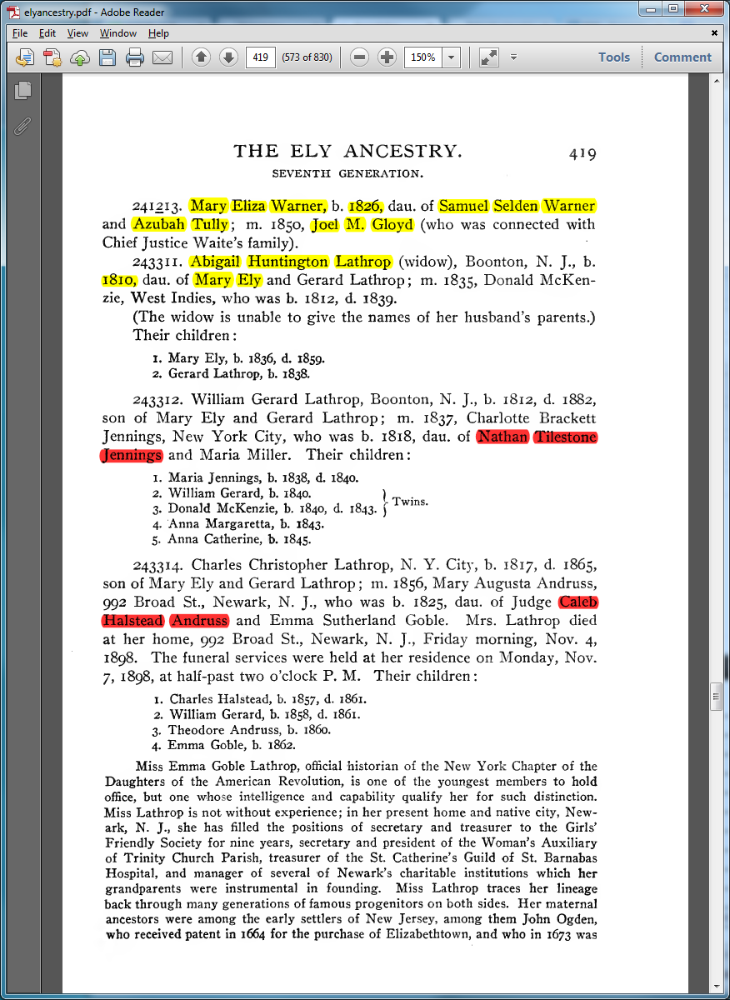 elyancestry.pdf - Adobe Reader
File Edit View Window Help
419 (573 of 830) 150% Tools Comment
THE ELY ANCESTRY. 419
SEVENTH GENERATION.
241213. Mary Eliza Warner, b. 1826, dau. of Samuel Selden Warner
and Azubah Tully; m. 1850, Joel M. Gloyd (who was connected with
Chief Justice Waite's family).
243311. Abigail Huntington Lathrop (widow), Boonton, N. J., b.
1810, dau. of Mary Ely and Gerard Lathrop; m. 1835, Donald McKen-
zie, West Indies, who was b. 1812, d. 1839.
(The widow is unable to give the names of her husband's parents.)
Their children:
1. Mary Ely, b. 1836, d. 1859.
2. Gerard Lathrop, b. 1838.
243312. William Gerard Lathrop, Boonton, N. J., b. 1812, d. 1882,
son of Mary Ely and Gerard Lathrop; m. 1837, Charlotte Brackett
Jennings, New York City, who was b. 1818, dau. of Nathan Tilestone
Jennings and Maria Miller. Their children:
1. Maria Jennings, b. 1838, d. 1840.
2. William Gerard, b. 1840.
3. Donald McKenzie, b. 1840, d. 1843. } Twins.
4. Anna Margaretta, b. 1843.
5. Anna Catherine, b. 1845.
243314. Charles Christopher Lathrop, N. Y. City, b. 1817, d. 1865,
son of Mary Ely and Gerard Lathrop; m. 1856, Mary Augusta Andruss,
992 Broad St., Newark, N. J., who was b. 1825, dau. of Judge Caleb
Halstead Andruss and Emma Sutherland Goble. Mrs. Lathrop died
at her home, 992 Broad St., Newark, N. J., Friday morning, Nov. 4,
1898. The funeral services were held at her residence on Monday, Nov.
7, 1898, at half-past two o'clock P. M. Their children:
1. Charles Halstead, b. 1857, d. 1861.
2. William Gerard, b. 1858, d. 1861.
3. Theodore Andruss, b. 1860.
4. Emma Goble, b. 1862.
Miss Emma Goble Lathrop, official historian of the New York Chapter of the
Daughters of the American Revolution, is one of the youngest members to hold
office, but one whose intelligence and capability qualify her for such distinction.
Miss Lathrop is not without experience; in her present home and native city, New-
ark, N. J., she has filled the positions of secretary and treasurer to the Girls'
Friendly Society for nine years, secretary and president of the Woman's Auxiliary
of Trinity Church Parish, treasurer of the St. Catherine's Guild of St. Barnabas
Hospital, and manager of several of Newark's charitable institutions which her
grandparents were instrumental in founding. Miss Lathrop traces her lineage
back through many generations of famous progenitors on both sides. Her maternal
ancestors were among the early settlers of New Jersey, among them John Ogden,
who received patent in 1664 for the purchase of Elizabethtown, and who in 1673 was